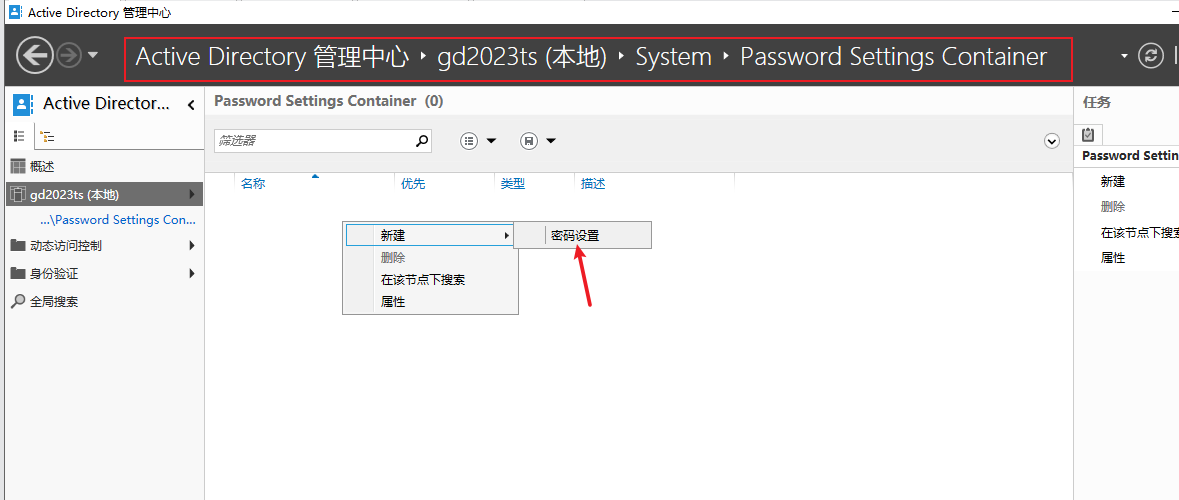 Active Directory 管理中心
Active Directory 管理中心 ‣ gd2023ts (本地) ‣ System ‣ Password Settings Container
Active Director...
概述
gd2023ts (本地)
...\Password Settings Con...
动态访问控制
身份验证
全局搜索
Password Settings Container (0)
筛选器
名称 优先 类型 描述
新建
删除
在该节点下搜索
属性
密码设置
任务
Password Settin
新建
删除
在该节点下搜索
属性